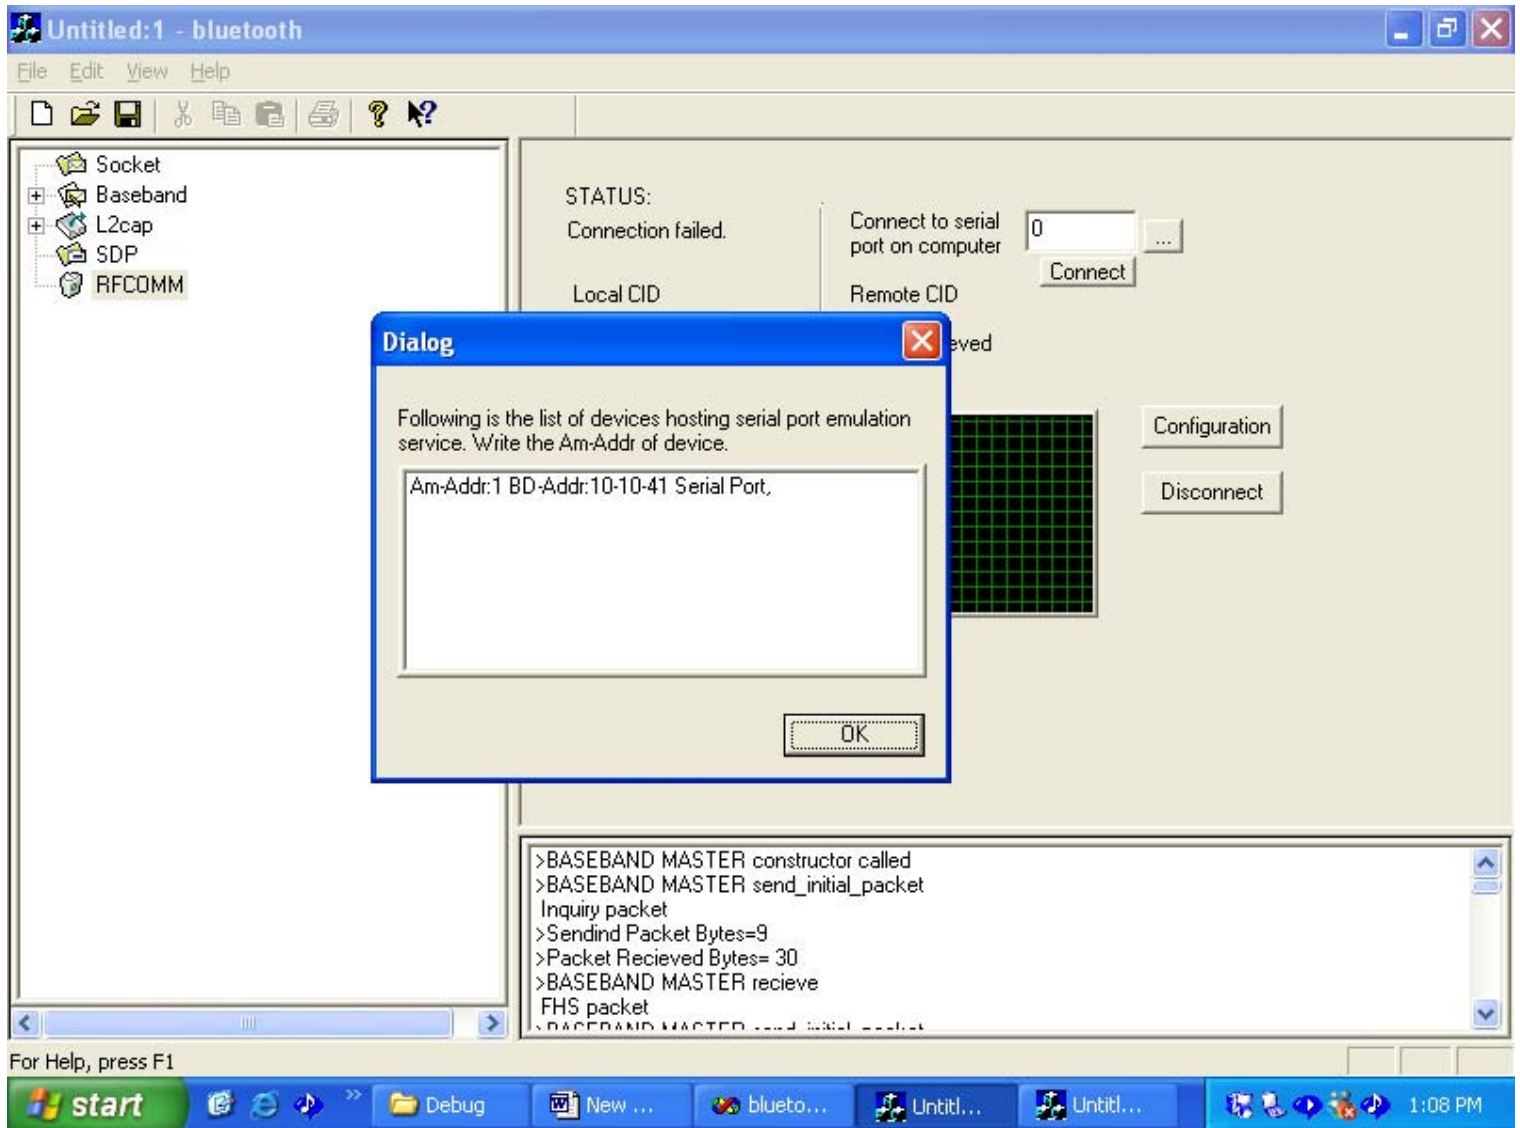 Untitled:1 - bluetooth
File Edit View Help
Socket
Baseband
L2cap
SDP
RFCOMM
STATUS:
Connection failed.
Connect to serial
port on computer
0
...
Connect
Local CID
Remote CID
eved
Configuration
Disconnect
Dialog
Following is the list of devices hosting serial port emulation
service. Write the Am-Addr of device.
Am-Addr:1 BD-Addr:10-10-41 Serial Port,
OK
>BASEBAND MASTER constructor called
>BASEBAND MASTER send_initial_packet
Inquiry packet
>Sendind Packet Bytes=9
>Packet Recieved Bytes= 30
>BASEBAND MASTER recieve
FHS packet
>BASEBAND MASTER send_initial_packet
For Help, press F1
start
Debug
New ...
blueto...
Untitl...
Untitl...
1:08 PM